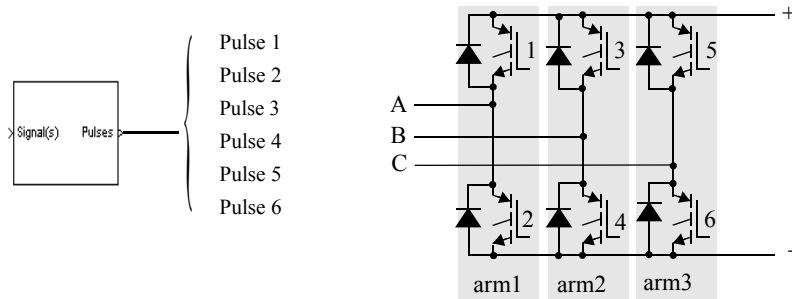 Signal(s) Pulses
Pulse 1
Pulse 2
Pulse 3
Pulse 4
Pulse 5
Pulse 6
+
1 3 5
A
B
C
2 4 6
-
arm1 arm2 arm3